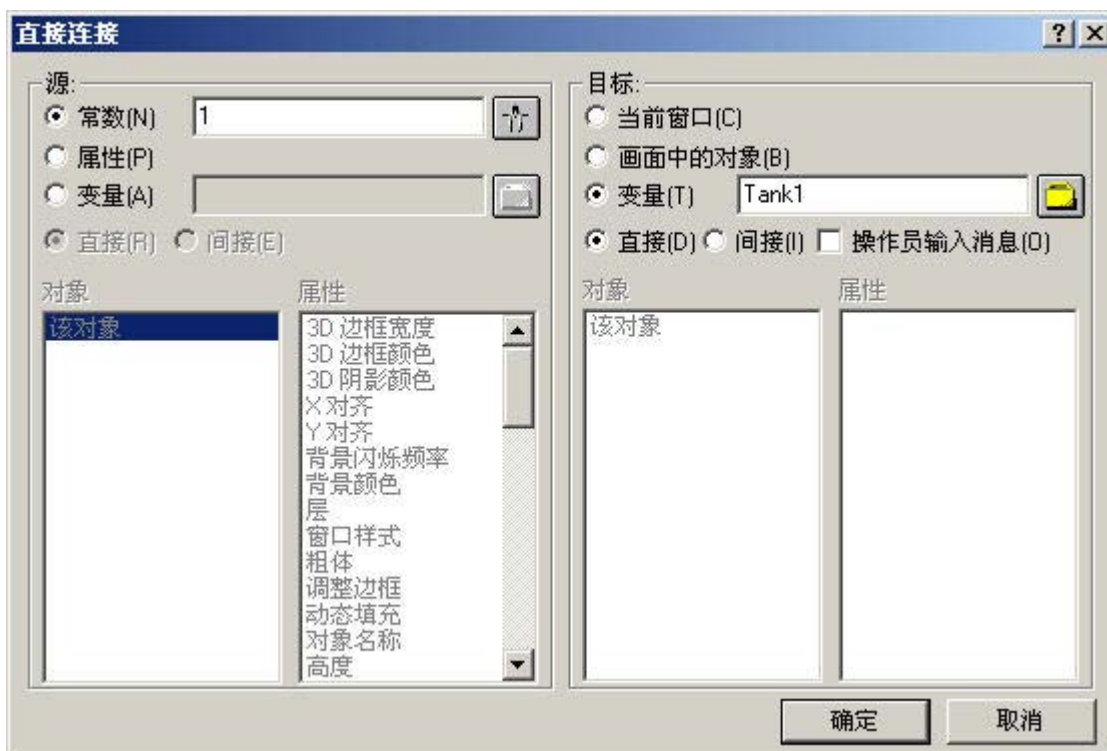 直接连接
源:
常数(N) 1
属性(P)
变量(A)
直接(R) 间接(E)
对象 属性
该对象
3D 边框宽度
3D 边框颜色
3D 阴影颜色
X 对齐
Y 对齐
背景闪烁频率
背景颜色
层
窗口样式
粗体
调整边框
动态填充
对象名称
高度
目标:
当前窗口(C)
画面中的对象(B)
变量(T) Tank1
直接(D) 间接(I) 操作员输入消息(O)
对象 属性
该对象
确定 取消